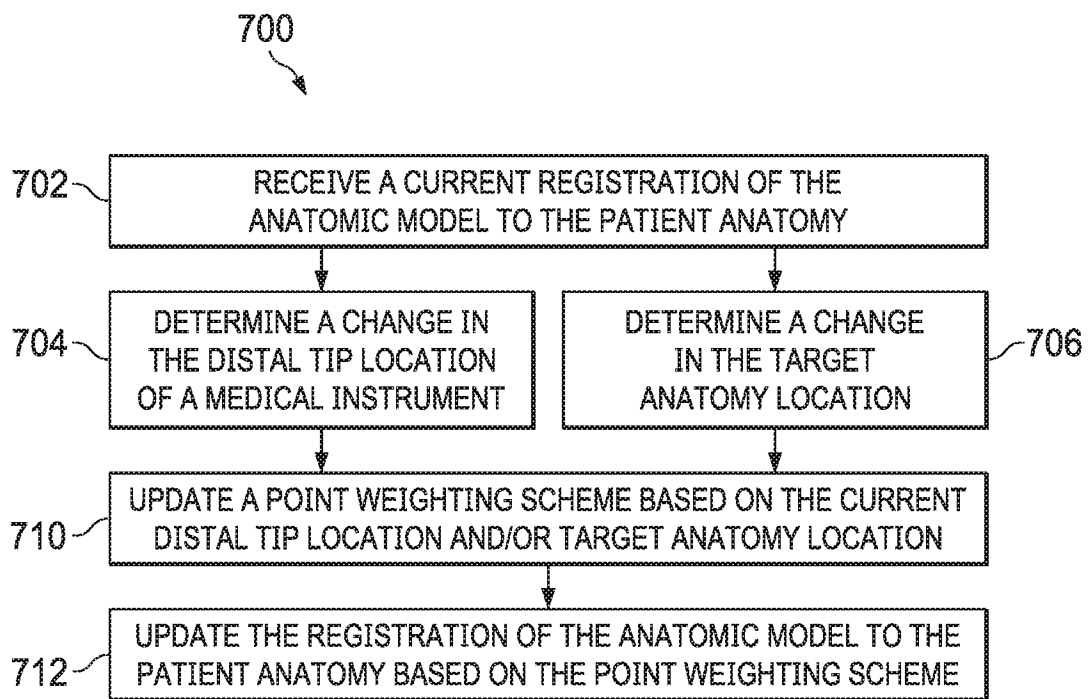 700
702
RECEIVE A CURRENT REGISTRATION OF THE
ANATOMIC MODEL TO THE PATIENT ANATOMY
704
DETERMINE A CHANGE IN
THE DISTAL TIP LOCATION
OF A MEDICAL INSTRUMENT
DETERMINE A CHANGE
IN THE TARGET
ANATOMY LOCATION
706
710
UPDATE A POINT WEIGHTING SCHEME BASED ON THE CURRENT
DISTAL TIP LOCATION AND/OR TARGET ANATOMY LOCATION
712
UPDATE THE REGISTRATION OF THE ANATOMIC MODEL TO THE
PATIENT ANATOMY BASED ON THE POINT WEIGHTING SCHEME